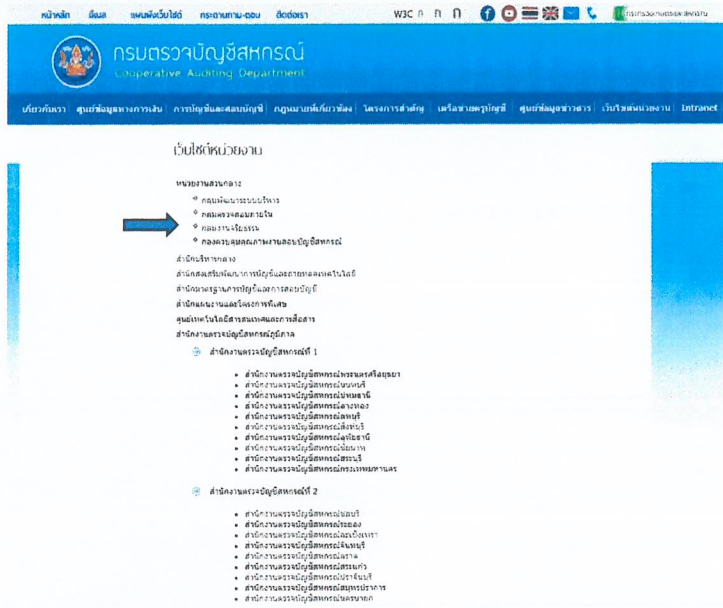 หน้าหลัก อีเมล แผนผังเว็บไซต์ กระดานถาม-ตอบ ติดต่อเรา W3C ก ก ก
กรมตรวจบัญชีสหกรณ์
Cooperative Auditing Department
เกี่ยวกับเรา ศูนย์ข้อมูลทางการเงิน การบัญชีและสอบบัญชี กฎหมายที่เกี่ยวข้อง โครงการสำคัญ เครือข่ายครูบัญชี ศูนย์ข้อมูลข่าวสาร เว็บไซต์หน่วยงาน Intranet
เว็บไซต์หน่วยงาน
หน่วยงานส่วนกลาง
กลุ่มพัฒนาระบบบริหาร
กลุ่มตรวจสอบภายใน
กลุ่มงานจริยธรรม
กองควบคุมคุณภาพงานสอบบัญชีสหกรณ์
สำนักบริหารกลาง
สำนักส่งเสริมพัฒนาการบัญชีและถ่ายทอดเทคโนโลยี
สำนักมาตรฐานการบัญชีและการสอบบัญชี
สำนักแผนงานและโครงการพิเศษ
ศูนย์เทคโนโลยีสารสนเทศและการสื่อสาร
สำนักงานตรวจบัญชีสหกรณ์ภูมิภาค
สำนักงานตรวจบัญชีสหกรณ์ที่ 1
สำนักงานตรวจบัญชีสหกรณ์พระนครศรีอยุธยา
สำนักงานตรวจบัญชีสหกรณ์นนทบุรี
สำนักงานตรวจบัญชีสหกรณ์ปทุมธานี
สำนักงานตรวจบัญชีสหกรณ์อ่างทอง
สำนักงานตรวจบัญชีสหกรณ์ลพบุรี
สำนักงานตรวจบัญชีสหกรณ์สิงห์บุรี
สำนักงานตรวจบัญชีสหกรณ์อุทัยธานี
สำนักงานตรวจบัญชีสหกรณ์ชัยนาท
สำนักงานตรวจบัญชีสหกรณ์สระบุรี
สำนักงานตรวจบัญชีสหกรณ์กรุงเทพมหานคร
สำนักงานตรวจบัญชีสหกรณ์ที่ 2
สำนักงานตรวจบัญชีสหกรณ์ชลบุรี
สำนักงานตรวจบัญชีสหกรณ์ระยอง
สำนักงานตรวจบัญชีสหกรณ์ฉะเชิงเทรา
สำนักงานตรวจบัญชีสหกรณ์จันทบุรี
สำนักงานตรวจบัญชีสหกรณ์ตราด
สำนักงานตรวจบัญชีสหกรณ์สระแก้ว
สำนักงานตรวจบัญชีสหกรณ์ปราจีนบุรี
สำนักงานตรวจบัญชีสหกรณ์สมุทรปราการ
สำนักงานตรวจบัญชีสหกรณ์นครนายก